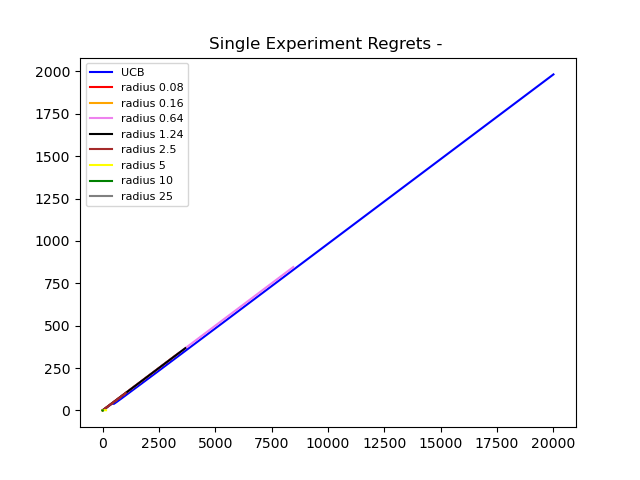 Single Experiment Regrets -
2000
1750
1500
1250
1000
750
500
250
0
UCB
radius 0.08
radius 0.16
radius 0.64
radius 1.24
radius 2.5
radius 5
radius 10
radius 25
0 2500 5000 7500 10000 12500 15000 17500 20000